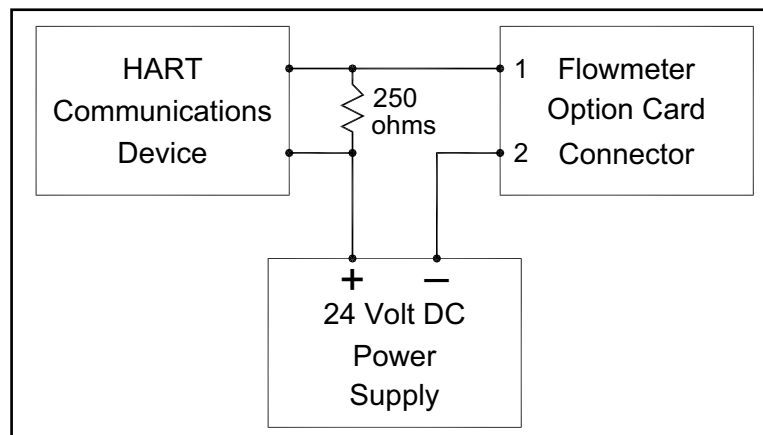 HART
Communications
Device
250
ohms
1
Flowmeter
Option Card
2
Connector
+
−
24 Volt DC
Power
Supply